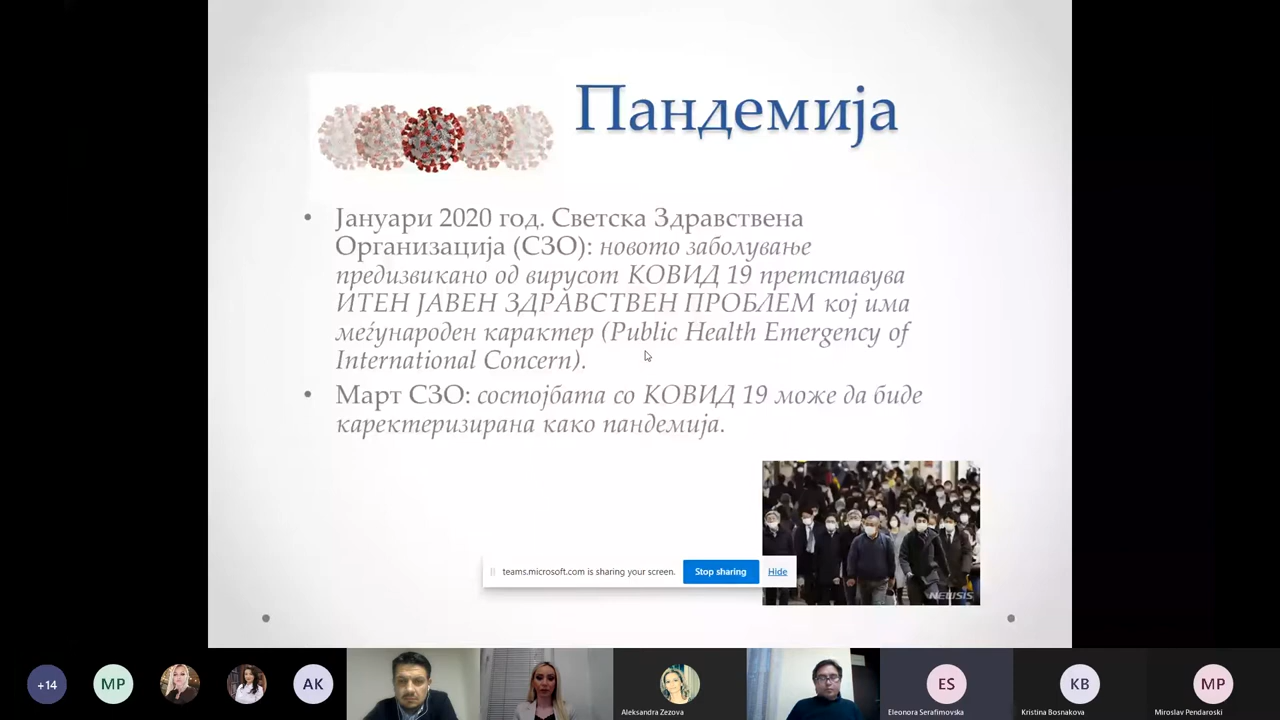 Пандемија
• Јануари 2020 год. Светска Здравствена
Организација (СЗО): новото заболување
предизвикано од вирусот КОВИД 19 претставува
ИТЕН ЈАВЕН ЗДРАВСТВЕН ПРОБЛЕМ кој има
меѓународен карактер (Public Health Emergency of
International Concern).
• Март СЗО: состојбата со КОВИД 19 може да биде
каректеризирана како пандемија.
NEWSIS
teams.microsoft.com is sharing your screen.
Stop sharing
Hide
+14
MP
AK
Aleksandra Zezova
ES
Eleonora Serafimovska
KB
Kristina Bosnakova
MP
Miroslav Pendaroski